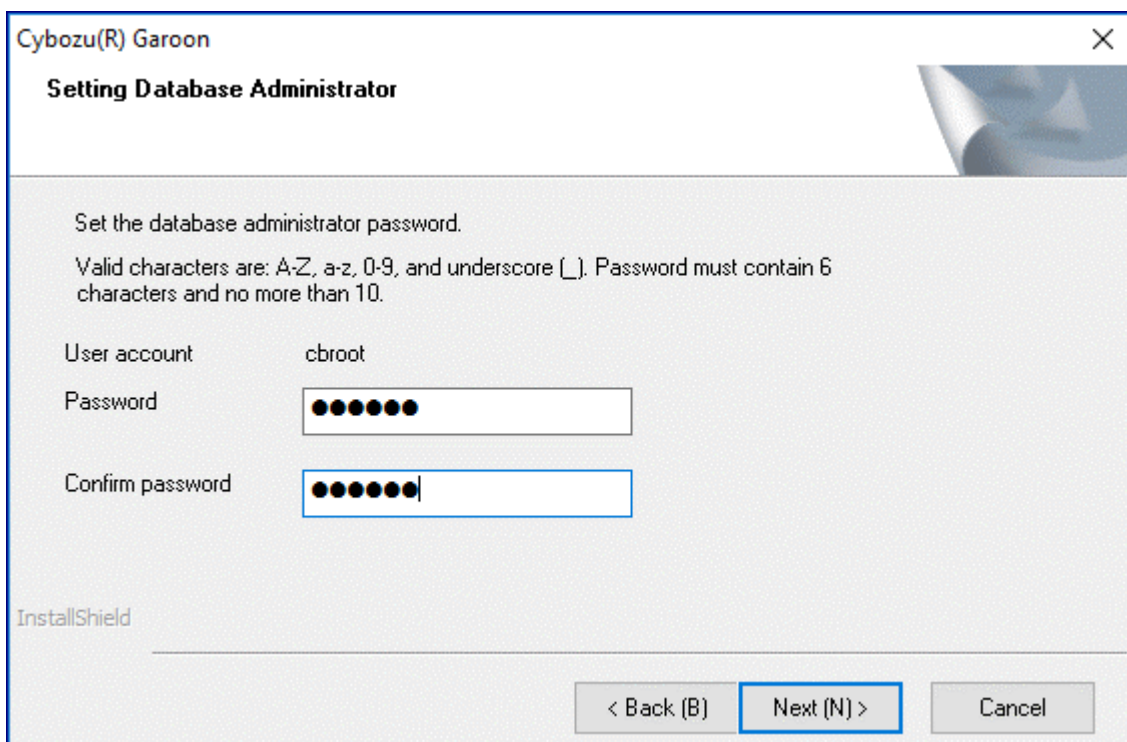 Cybozu(R) Garoon
Setting Database Administrator
Set the database administrator password.
Valid characters are: A-Z, a-z, 0-9, and underscore (_). Password must contain 6
characters and no more than 10.
User account cbroot
Password ●●●●●●
Confirm password ●●●●●●
InstallShield
< Back (B) Next (N) > Cancel